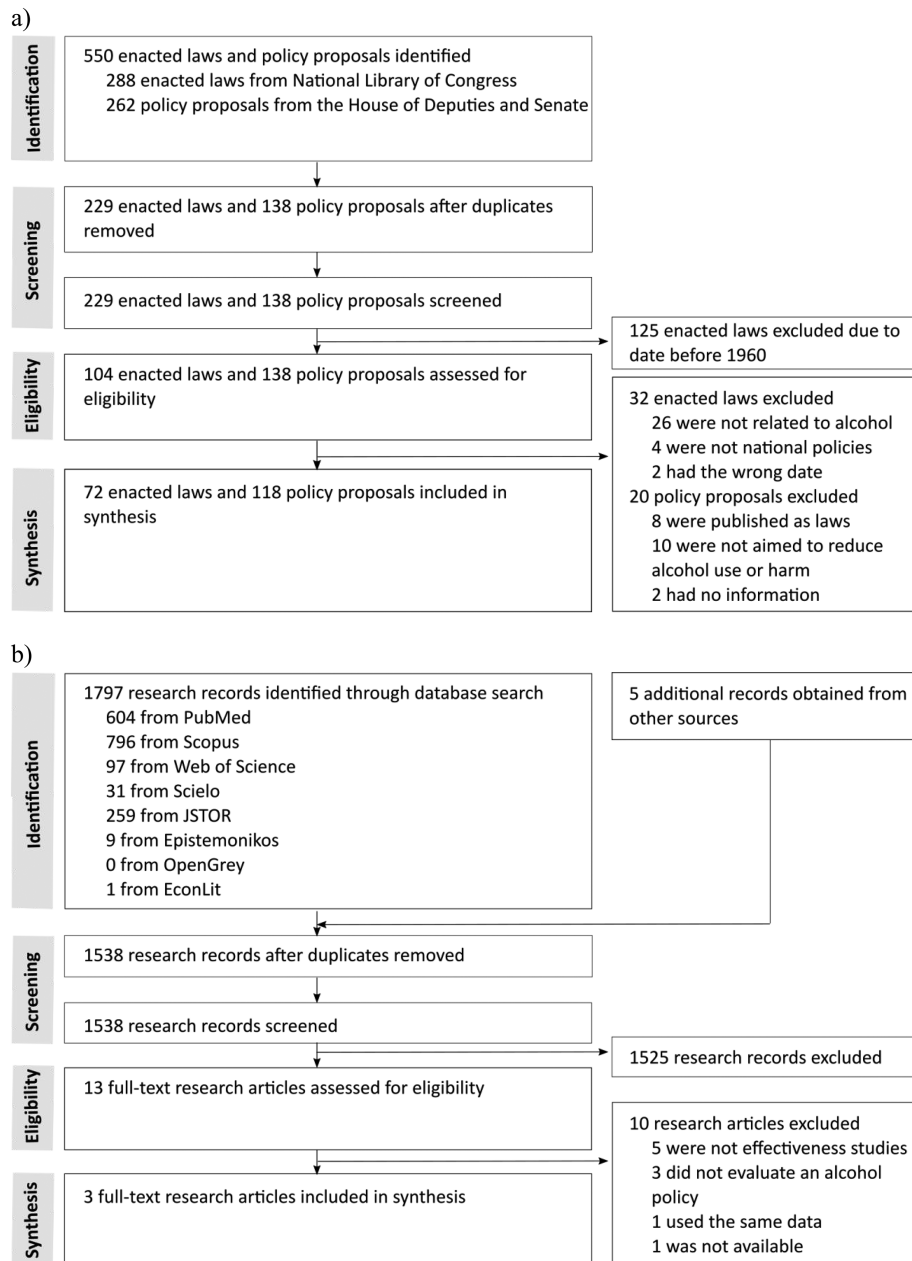 a)
Identification
550 enacted laws and policy proposals identified
288 enacted laws from National Library of Congress
262 policy proposals from the House of Deputies and Senate
Screening
229 enacted laws and 138 policy proposals after duplicates
removed
229 enacted laws and 138 policy proposals screened
125 enacted laws excluded due to
date before 1960
Eligibility
104 enacted laws and 138 policy proposals assessed for
eligibility
32 enacted laws excluded
26 were not related to alcohol
4 were not national policies
2 had the wrong date
20 policy proposals excluded
8 were published as laws
10 were not aimed to reduce
alcohol use or harm
2 had no information
Synthesis
72 enacted laws and 118 policy proposals included in
synthesis
b)
Identification
1797 research records identified through database search
604 from PubMed
796 from Scopus
97 from Web of Science
31 from Scielo
259 from JSTOR
9 from Epistemonikos
0 from OpenGrey
1 from EconLit
5 additional records obtained from
other sources
Screening
1538 research records after duplicates removed
1538 research records screened
1525 research records excluded
Eligibility
13 full-text research articles assessed for eligibility
10 research articles excluded
5 were not effectiveness studies
3 did not evaluate an alcohol
policy
1 used the same data
1 was not available
Synthesis
3 full-text research articles included in synthesis